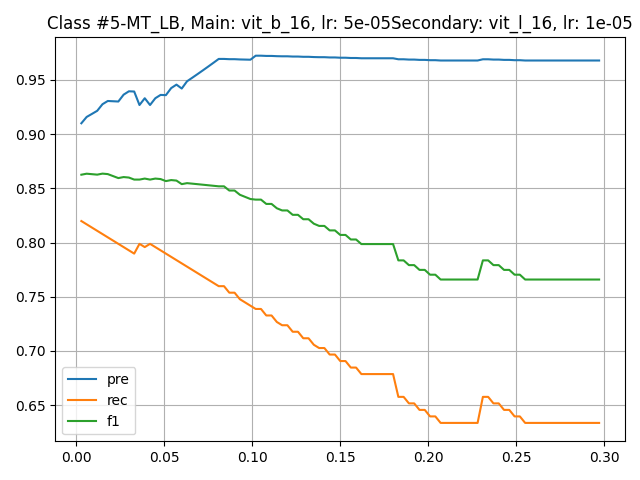 Class #5-MT_LB, Main: vit_b_16, lr: 5e-05Secondary: vit_l_16, lr: 1e-05
0.95
0.90
0.85
0.80
0.75
0.70
0.65
pre
rec
f1
0.00 0.05 0.10 0.15 0.20 0.25 0.30